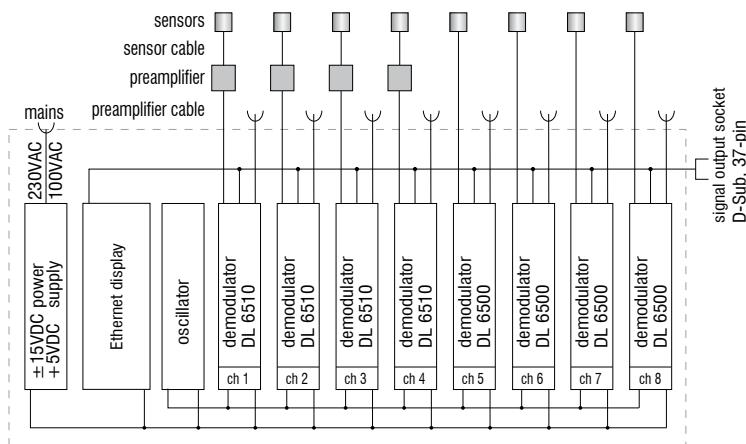 sensors
sensor cable
preamplifier
mains
preamplifier cable
230VAC
100VAC
signal output socket
D-Sub. 37-pin
±15VDC power
+5VDC supply
Ethernet display
oscillator
demodulator
DL 6510
demodulator
DL 6510
demodulator
DL 6510
demodulator
DL 6510
demodulator
DL 6500
demodulator
DL 6500
demodulator
DL 6500
demodulator
DL 6500
ch 1
ch 2
ch 3
ch 4
ch 5
ch 6
ch 7
ch 8